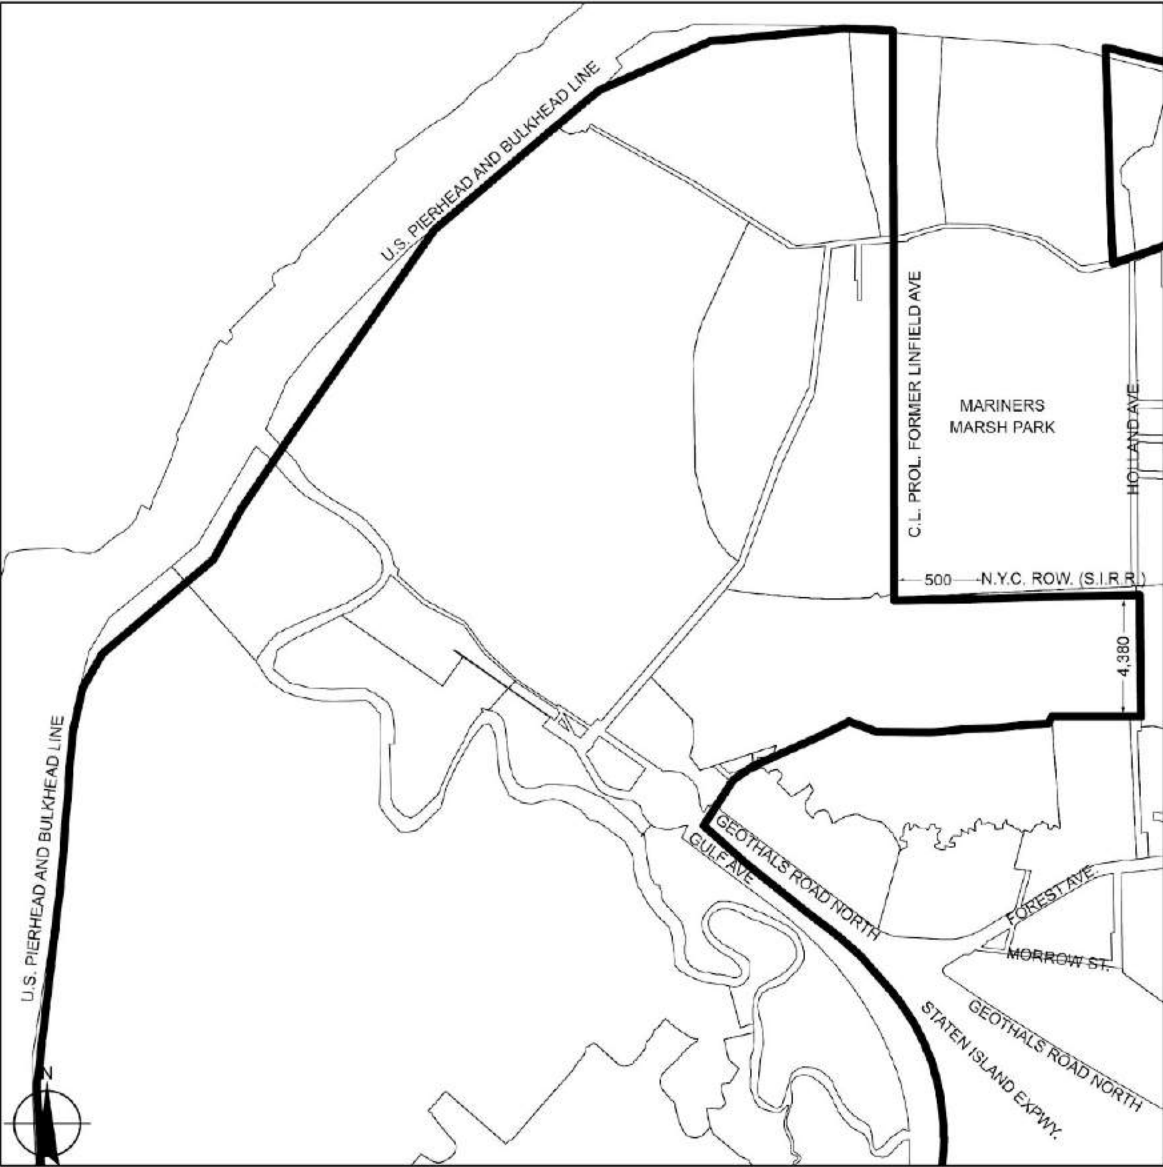 U.S. PIERHEAD AND BULKHEAD LINE
C.L. PROL. FORMER LINFIELD AVE
MARINERS
MARSH PARK
HOLLAND AVE.
500
N.Y.C. ROW. (S.I.R.R.)
4,380
U.S. PIERHEAD AND BULKHEAD LINE
GEOTHALS ROAD NORTH
GULF AVE
FOREST AVE.
MORROW ST.
GEOTHALS ROAD NORTH
STATEN ISLAND EXPWY.
N